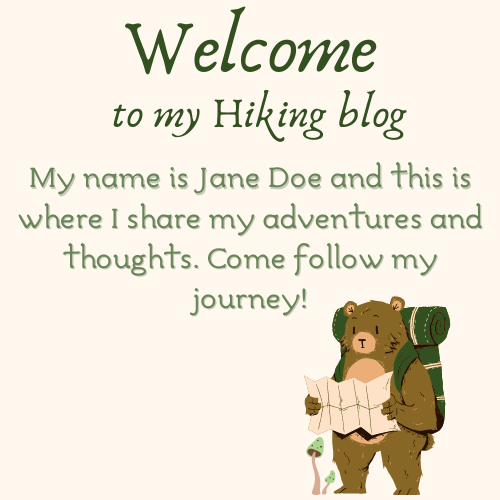 Welcome
to my Hiking blog
My name is Jane Doe and this is
where I share my adventures and
thoughts. Come follow my
journey!